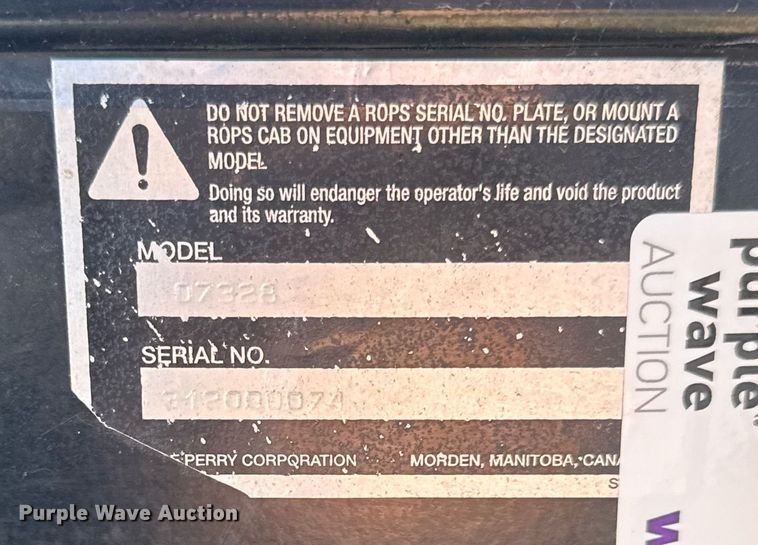 DO NOT REMOVE A ROPS SERIAL NO. PLATE, OR MOUNT A
ROPS CAB ON EQUIPMENT OTHER THAN THE DESIGNATED
MODEL
Doing so will endanger the operator's life and void the product
and its warranty.
MODEL
07328
SERIAL NO.
PERRY CORPORATION MORDEN, MANITOBA, CANA
purple
wave
AUCTION
Purple Wave Auction